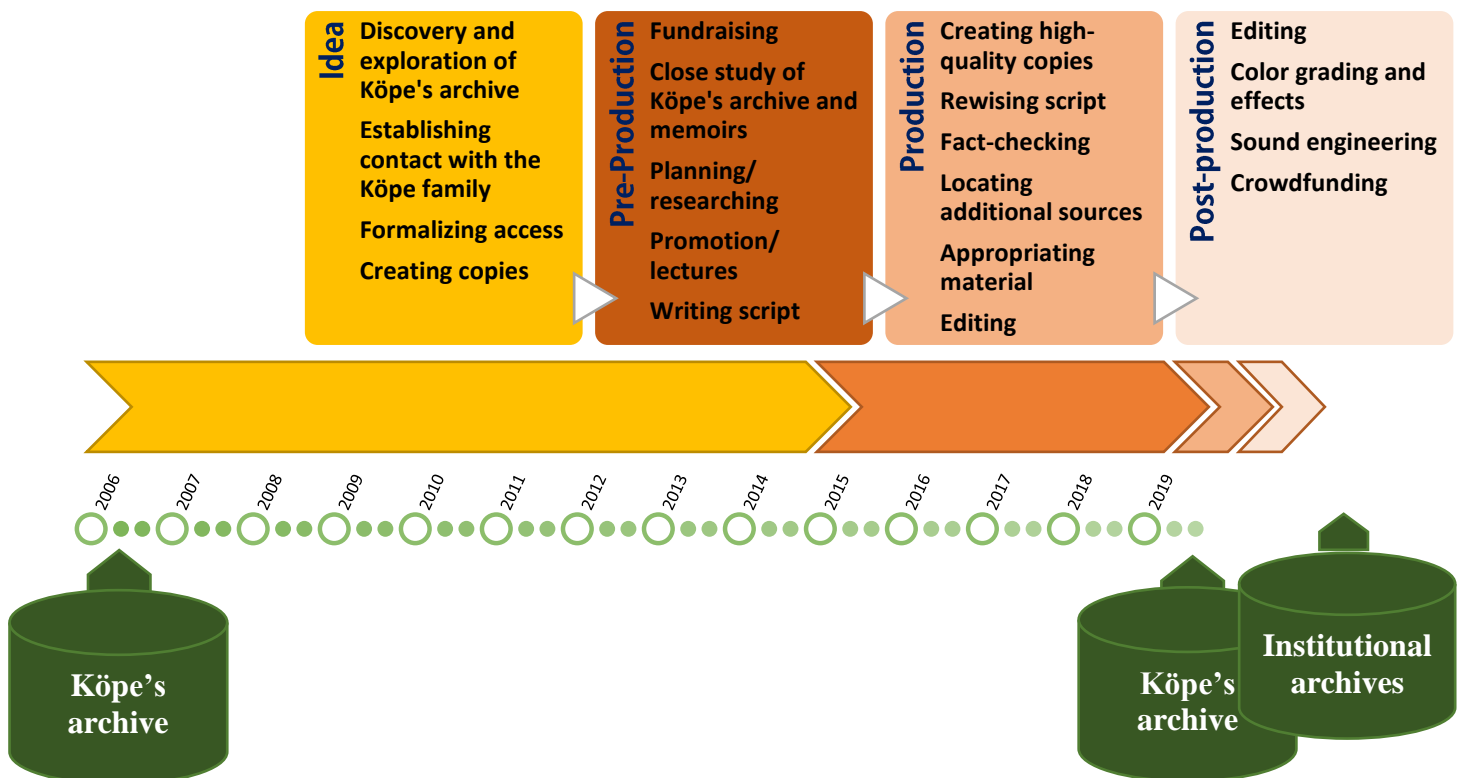 Idea
Discovery and
exploration of
Köpe's archive
Establishing
contact with the
Köpe family
Formalizing access
Creating copies
Pre-Production
Fundraising
Close study of
Köpe's archive and
memoirs
Planning/
researching
Promotion/
lectures
Writing script
Production
Creating high-
quality copies
Rewising script
Fact-checking
Locating
additional sources
Appropriating
material
Editing
Post-production
Editing
Color grading and
effects
Sound engineering
Crowdfunding
2006
2007
2008
2009
2010
2011
2012
2013
2014
2015
2016
2017
2018
2019
Köpe’s
archive
Köpe’s
archive
Institutional
archives